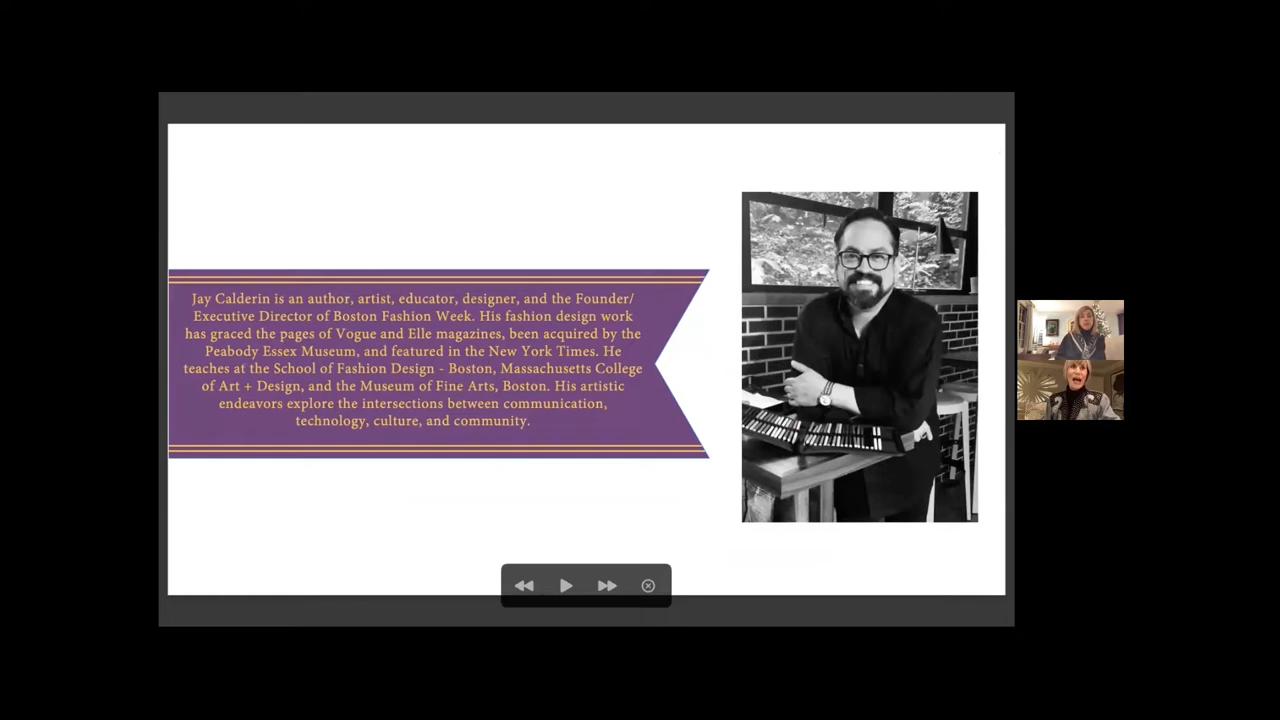 Jay Calderin is an author, artist, educator, designer, and the Founder/
Executive Director of Boston Fashion Week. His fashion design work
has graced the pages of Vogue and Elle magazines, been acquired by the
Peabody Essex Museum, and featured in the New York Times. He
teaches at the School of Fashion Design - Boston, Massachusetts College
of Art + Design, and the Museum of Fine Arts, Boston. His artistic
endeavors explore the intersections between communication,
technology, culture, and community.